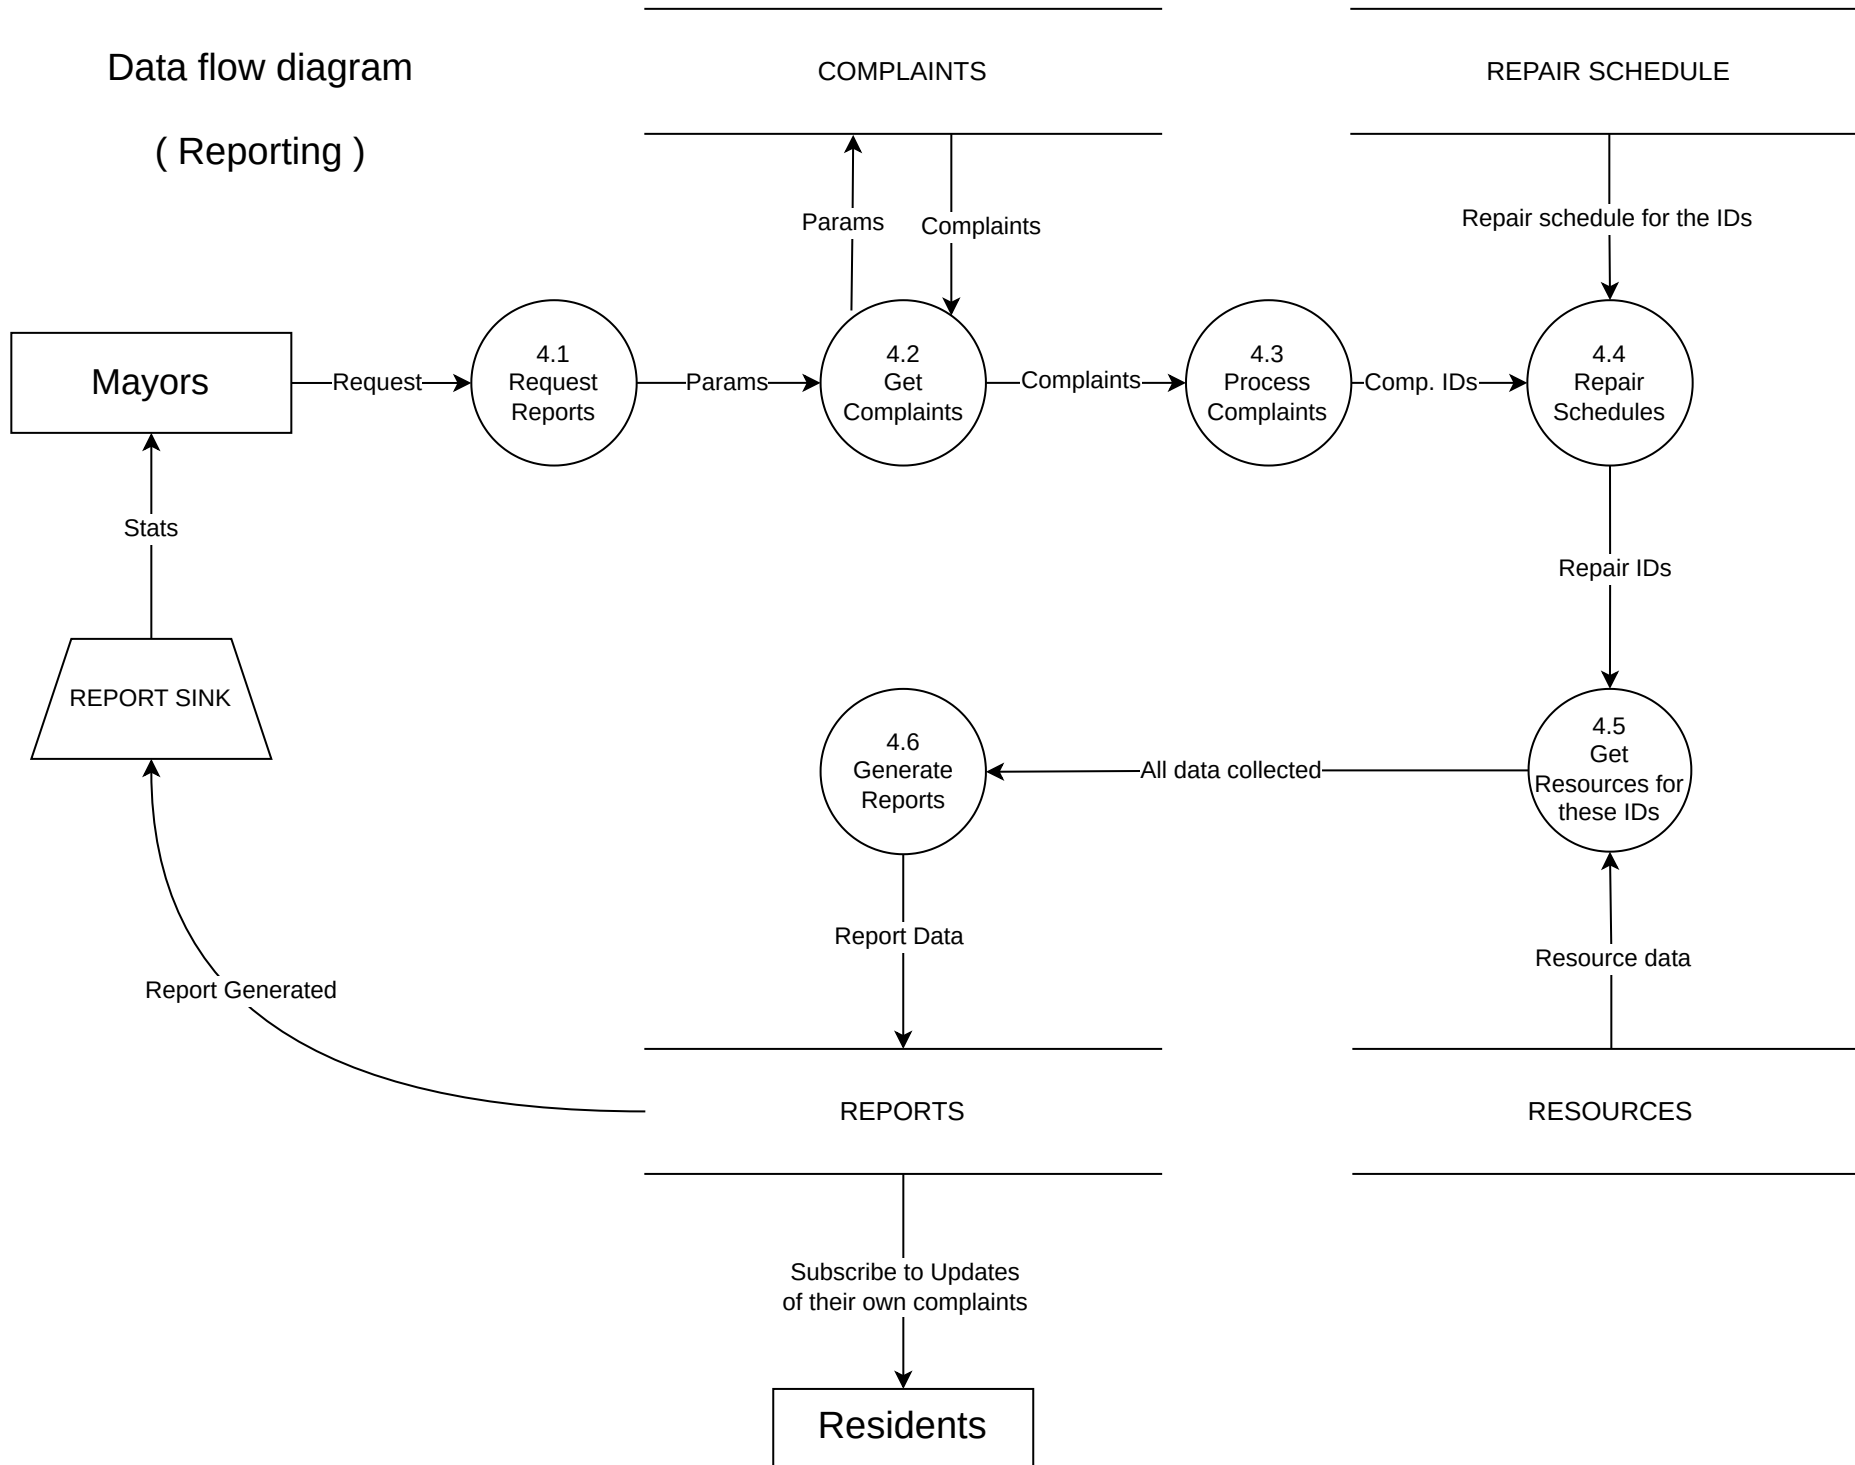 Data flow diagram
( Reporting )
COMPLAINTS
REPAIR SCHEDULE
Params
Complaints
Repair schedule for the IDs
Mayors
Request
4.1
Request
Reports
Params
4.2
Get
Complaints
Complaints
4.3
Process
Complaints
Comp. IDs
4.4
Repair
Schedules
Stats
Repair IDs
REPORT SINK
4.6
Generate
Reports
All data collected
4.5
Get
Resources for
these IDs
Report Data
Resource data
Report Generated
REPORTS
RESOURCES
Subscribe to Updates
of their own complaints
Residents